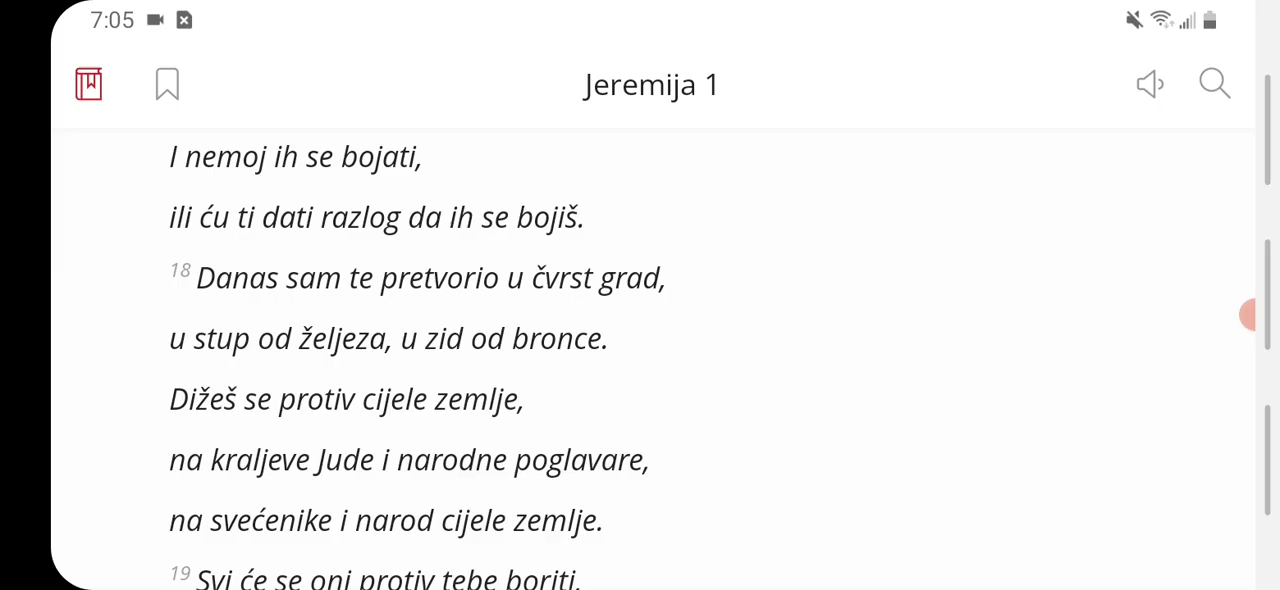 7:05
Jeremija 1
I nemoj ih se bojati,
ili ću ti dati razlog da ih se bojiš.
18 Danas sam te pretvorio u čvrst grad,
u stup od željeza, u zid od bronce.
Dižeš se protiv cijele zemlje,
na kraljeve Jude i narodne poglavare,
na svećenike i narod cijele zemlje.
19 Svi će se oni protiv tebe boriti,